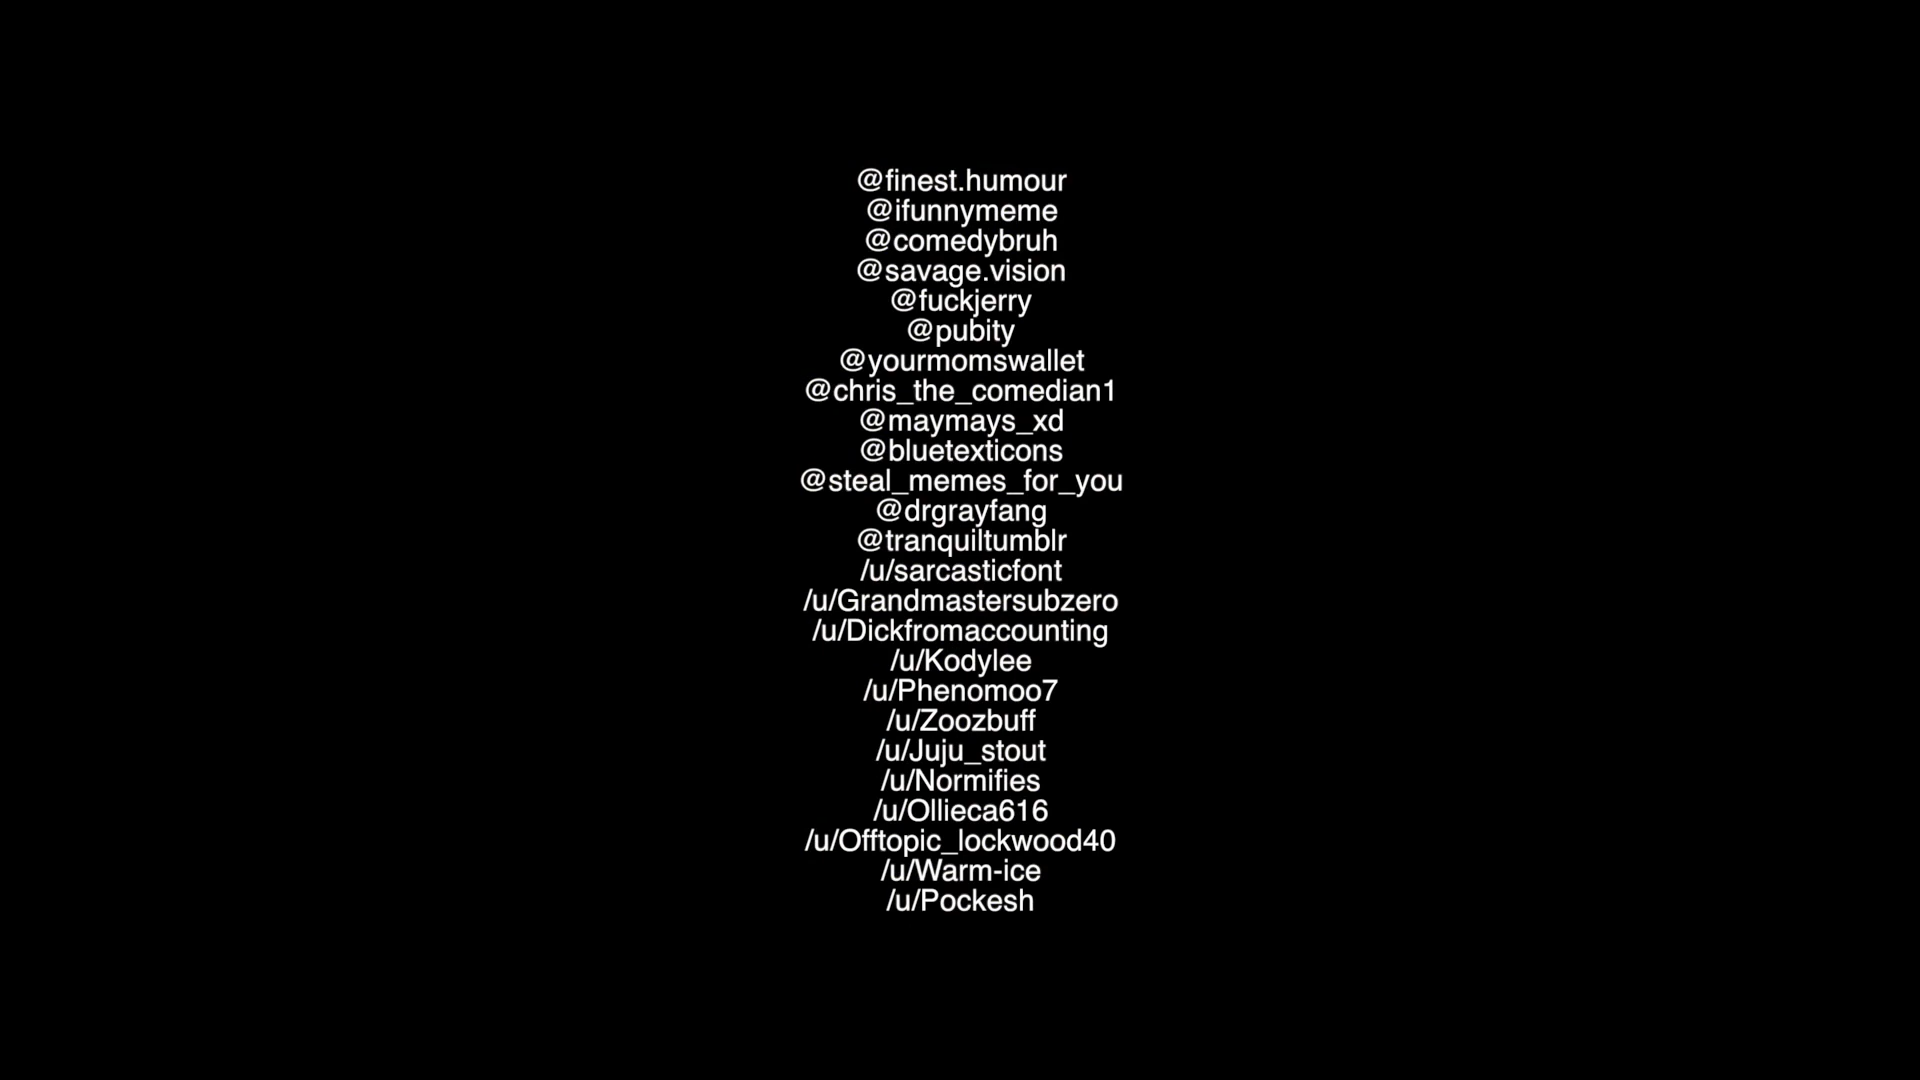 @finest.humour
@ifunnymeme
@comedybruh
@savage.vision
@fuckjerry
@pubity
@yourmomswallet
@chris_the_comedian1
@maymays_xd
@bluetexticons
@steal_memes_for_you
@drgrayfang
@tranquiltumblr
/u/sarcasticfont
/u/Grandmastersubzero
/u/Dickfromaccounting
/u/Kodylee
/u/Phenomoo7
/u/Zoozbuff
/u/Juju_stout
/u/Normifies
/u/Ollieca616
/u/Offtopic_lockwood40
/u/Warm-ice
/u/Pockesh